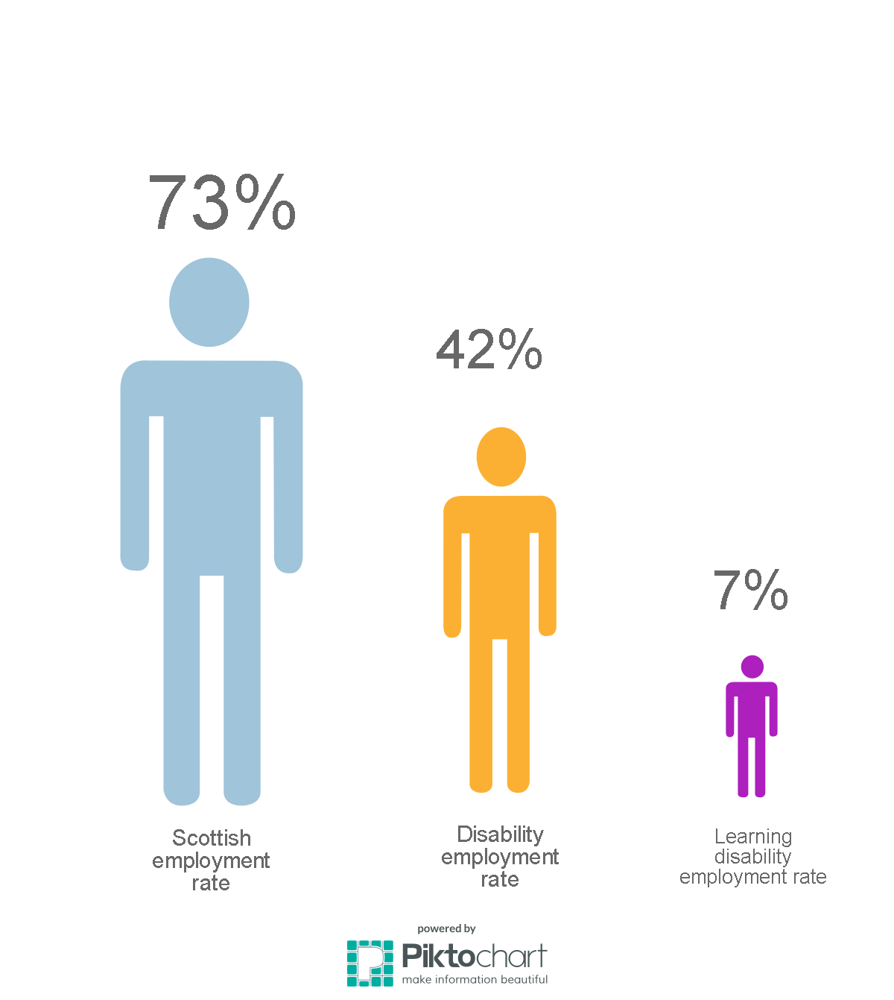 73%
42%
7%
Scottish
employment
rate
Disability
employment
rate
Learning
disability
employment rate
powered by
Piktochart
make information beautiful